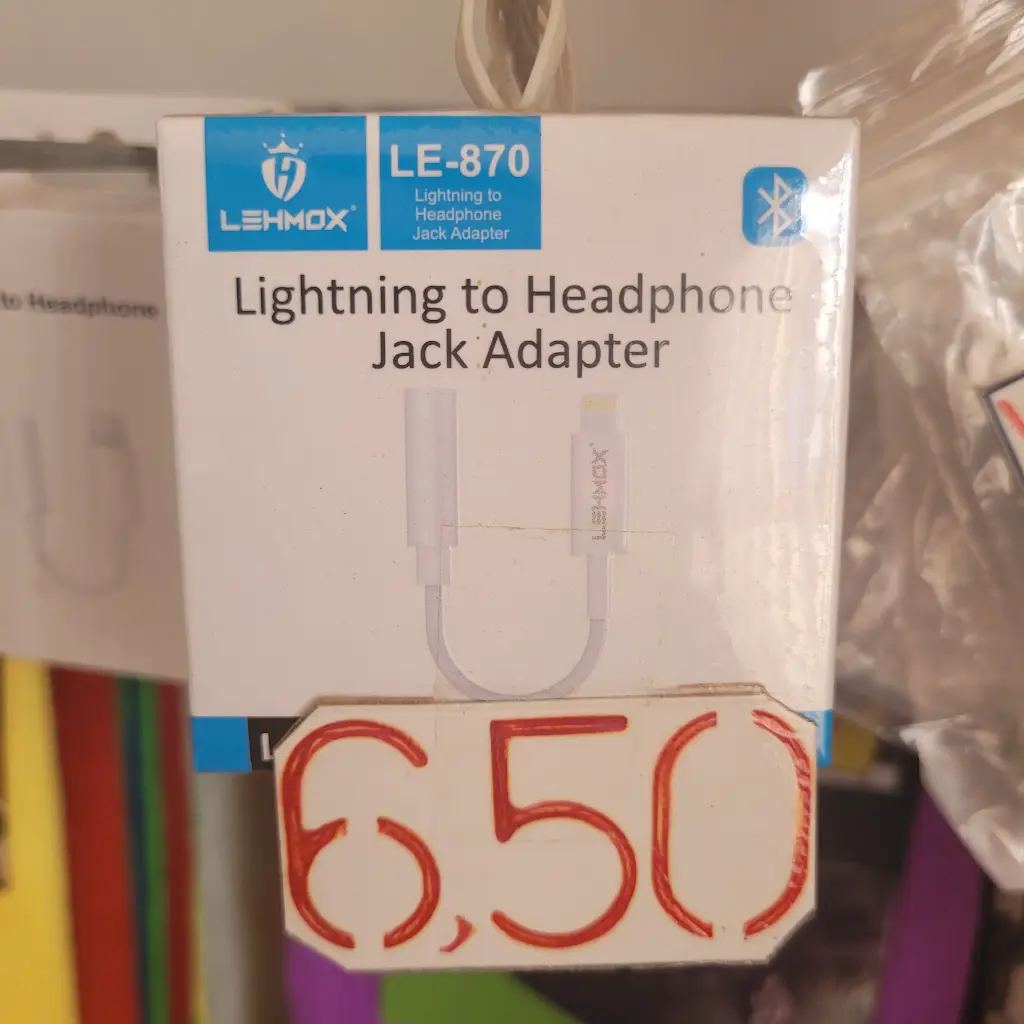 LEHMOX®
LE-870
Lightning to
Headphone
Jack Adapter
Lightning to Headphone
Jack Adapter
LEHMOX®
to Headphone
L
6,50